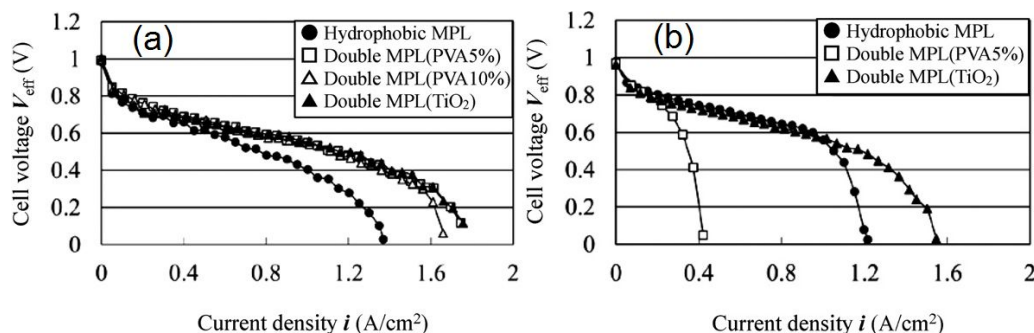 (a)
Hydrophobic MPL
Double MPL(PVA5%)
Double MPL(PVA10%)
Double MPL(TiO₂)
Cell voltage V_eff (V)
1.2
1
0.8
0.6
0.4
0.2
0
0 0.4 0.8 1.2 1.6 2
Current density i (A/cm²)
(b)
Hydrophobic MPL
Double MPL(PVA5%)
Double MPL(TiO₂)
Cell voltage V_eff (V)
1.2
1
0.8
0.6
0.4
0.2
0
0 0.4 0.8 1.2 1.6 2
Current density i (A/cm²)